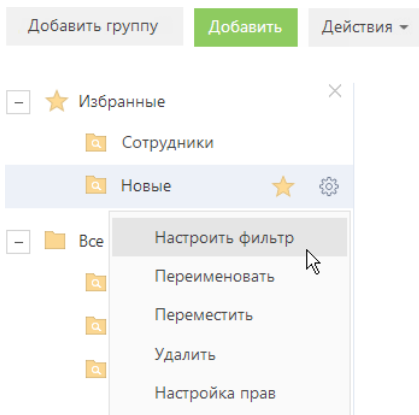 Добавить группу Добавить Действия
Избранные
Сотрудники
Новые
Все
Настроить фильтр
Переименовать
Переместить
Удалить
Настройка прав